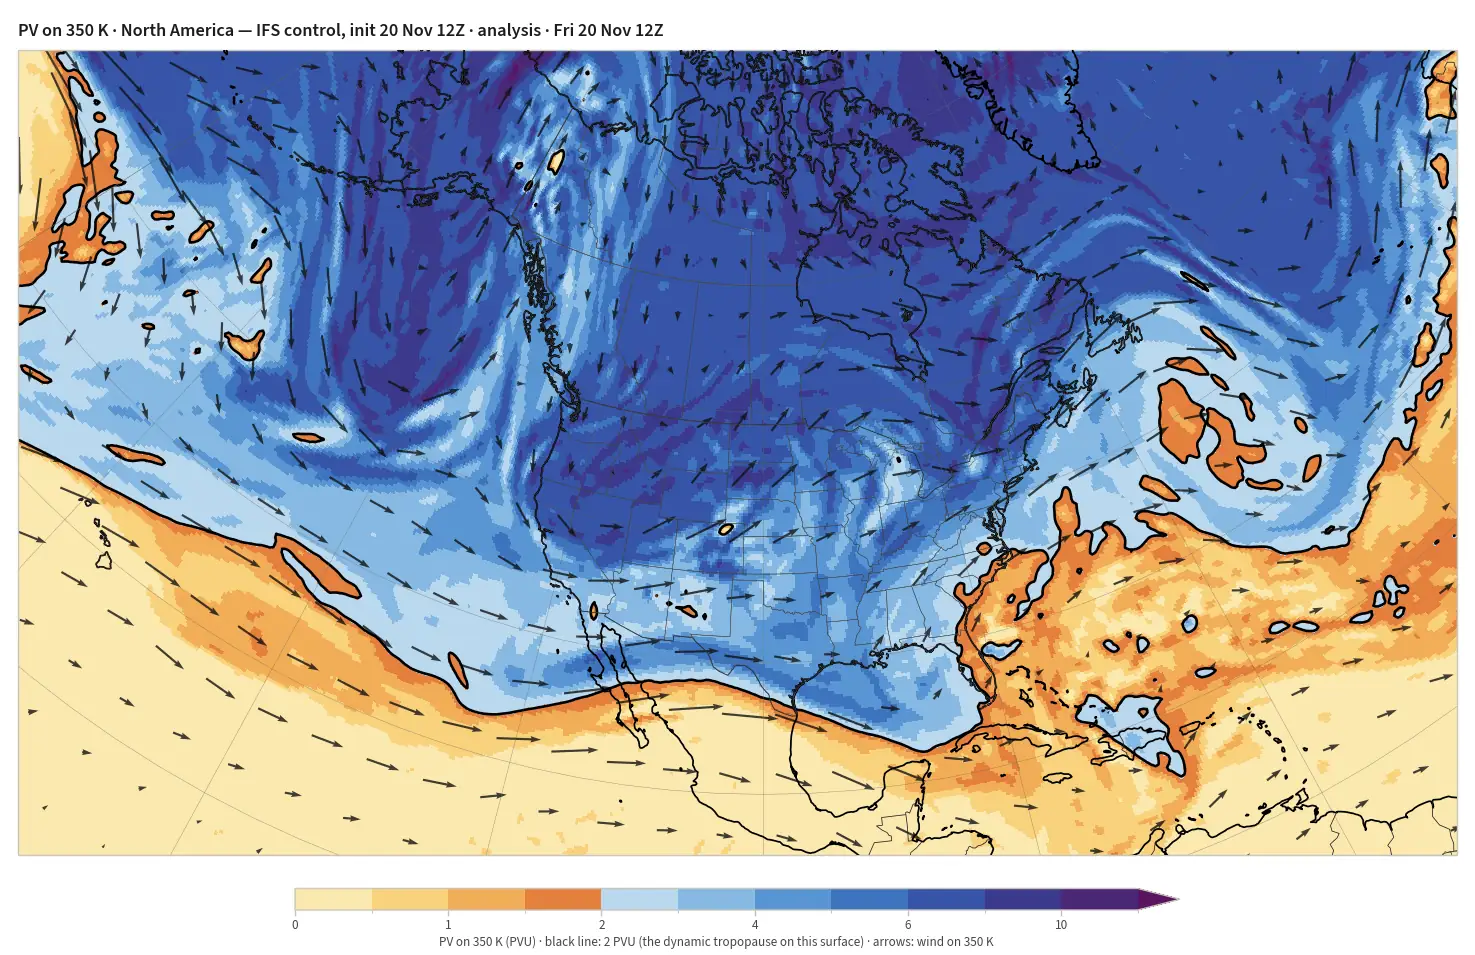 PV on 350 K · North America — IFS control, init 20 Nov 12Z · analysis · Fri 20 Nov 12Z
0 1 2 4 6 10
PV on 350 K (PVU) · black line: 2 PVU (the dynamic tropopause on this surface) · arrows: wind on 350 K